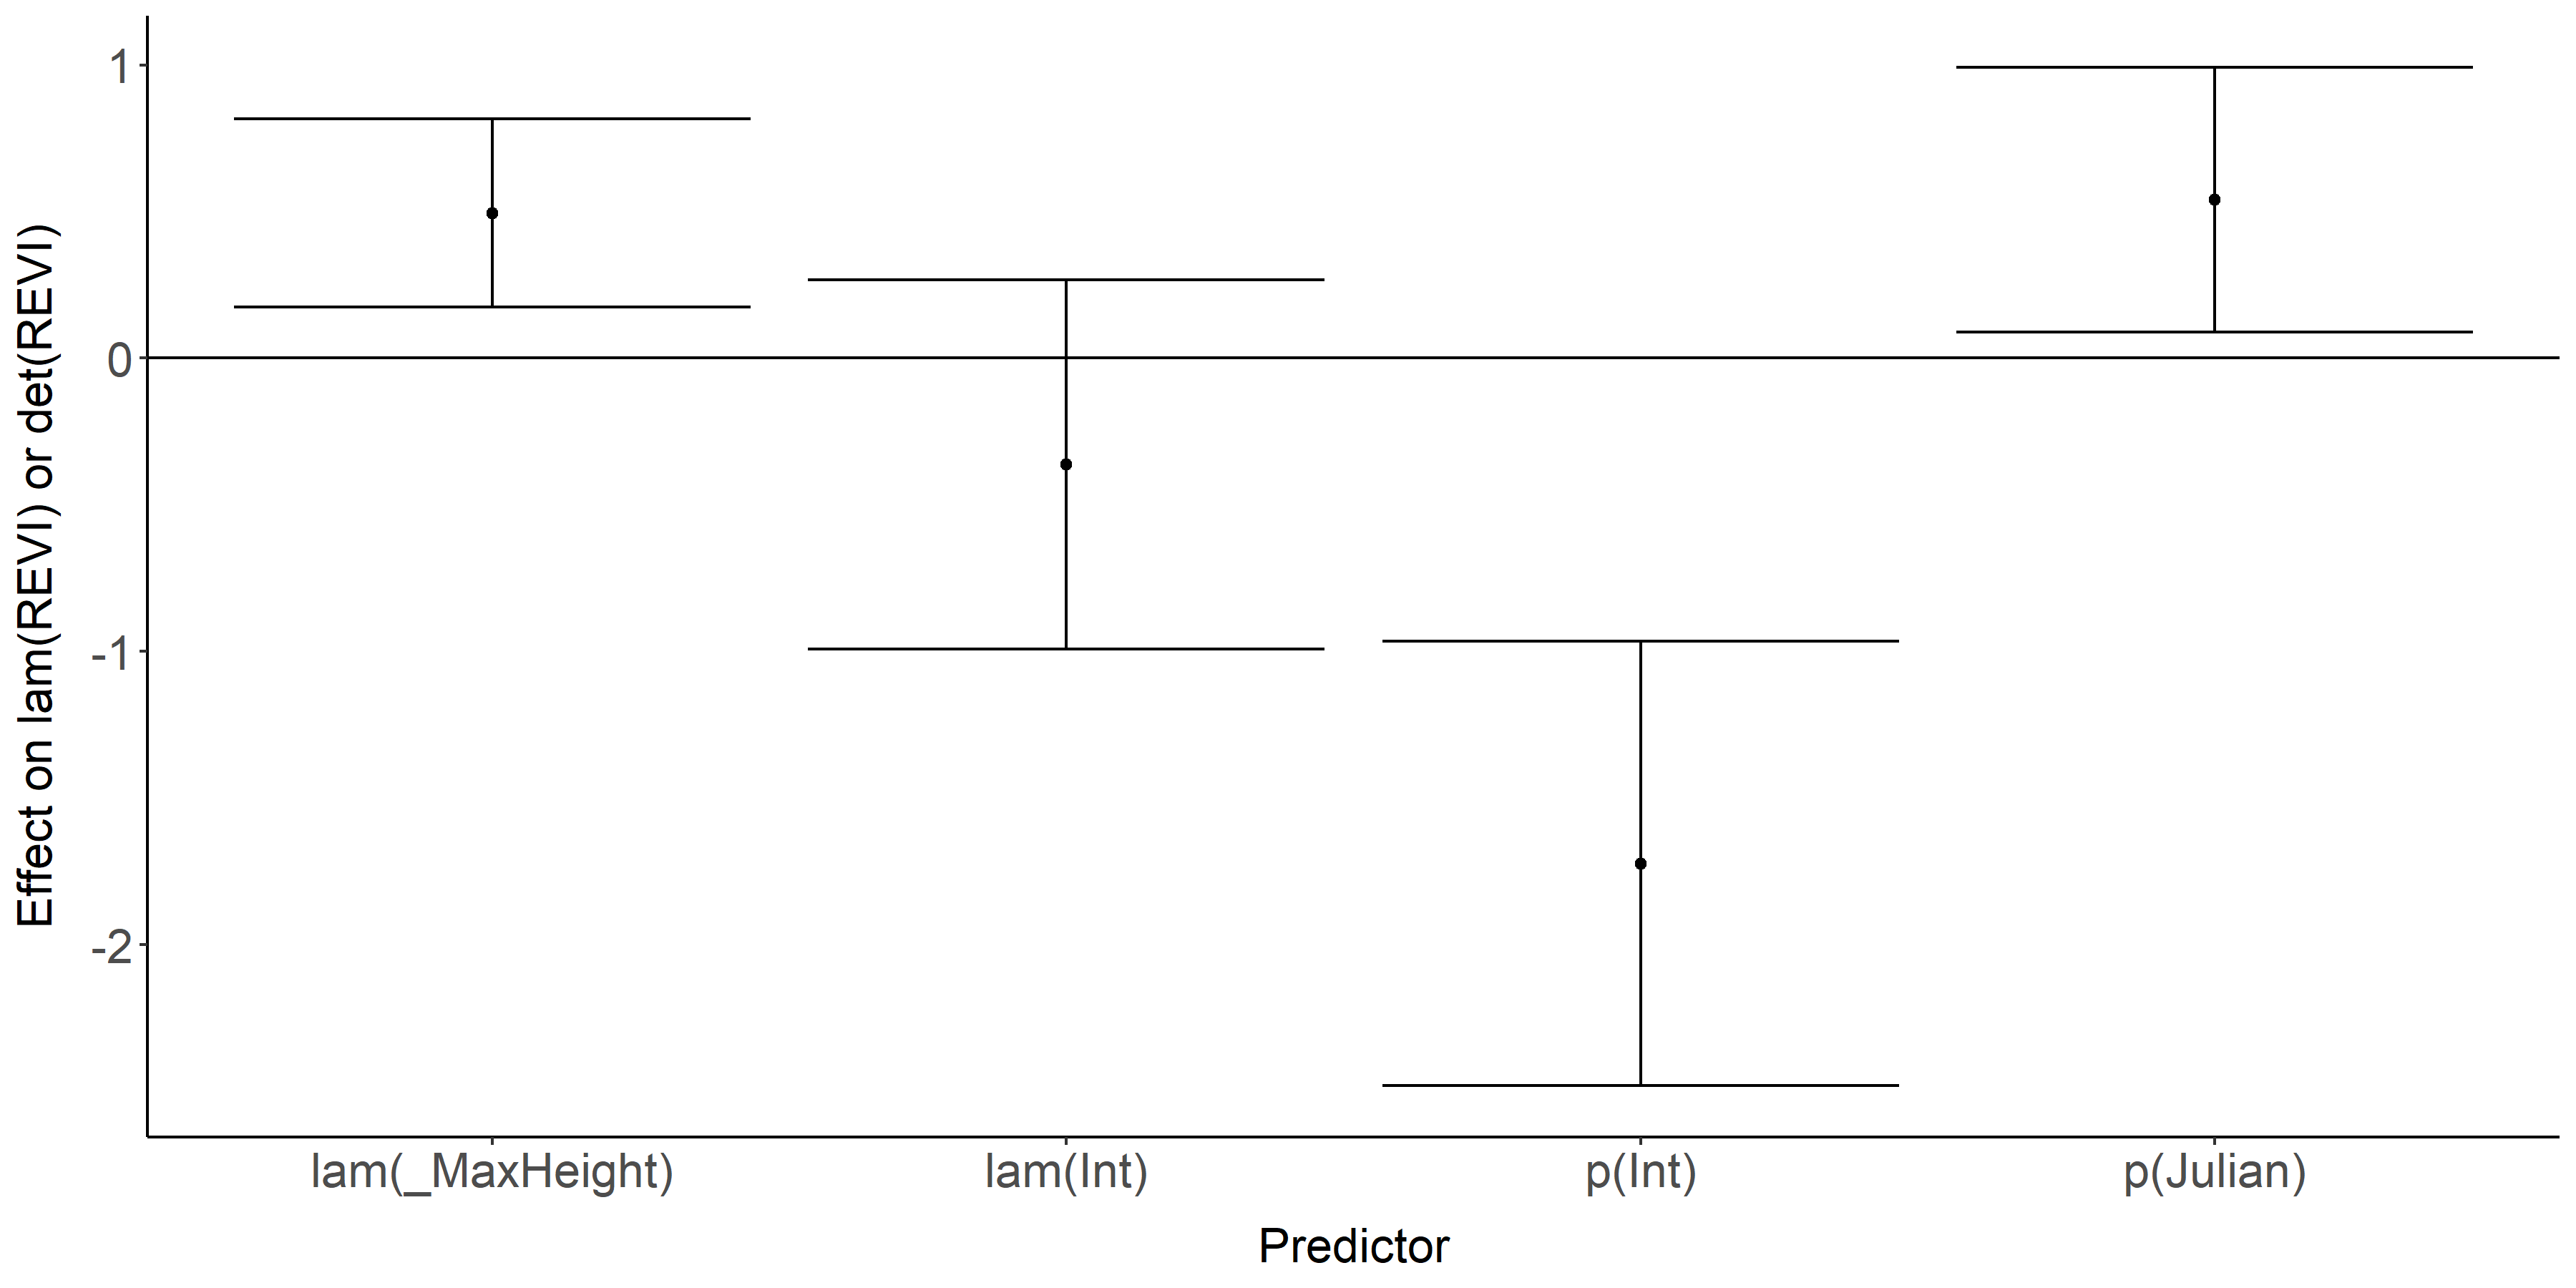 Effect on lam(REVI) or det(REVI)
1
0
-1
-2
lam(_MaxHeight) lam(Int) p(Int) p(Julian)
Predictor